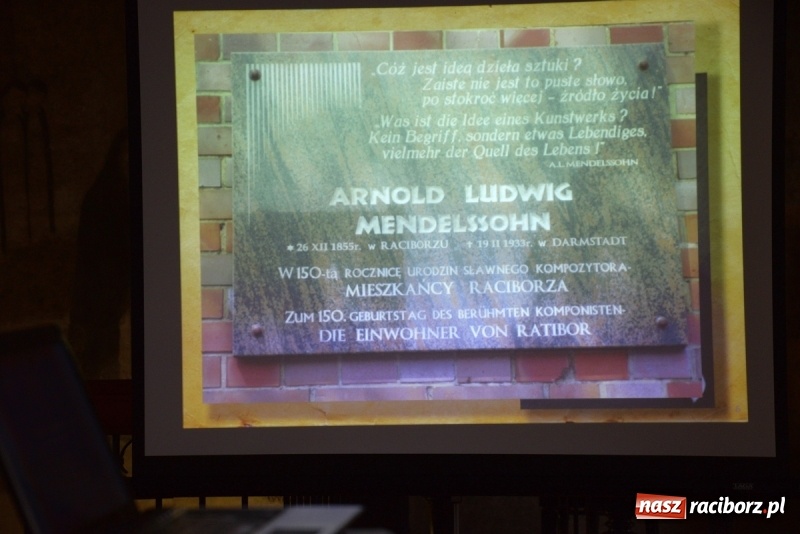 „Cóż jest ideą dzieła sztuki?
Zaiste nie jest to puste słowo,
po stokroć więcej – źródło życia!"
„Was ist die Idee eines Kunstwerks?
Kein Begriff, sondern etwas Lebendiges,
vielmehr der Quell des Lebens!"
A.L. MENDELSSOHN
ARNOLD LUDWIG
MENDELSSOHN
* 26 XII 1855r. w RACIBORZU † 19 II 1933r. w DARMSTADT
W 150-tą ROCZNICĘ URODZIN SŁAWNEGO KOMPOZYTORA-
MIESZKAŃCY RACIBORZA
ZUM 150. GEBURTSTAG DES BERÜHMTEN KOMPONISTEN-
DIE EINWOHNER VON RATIBOR
nasz raciborz.pl